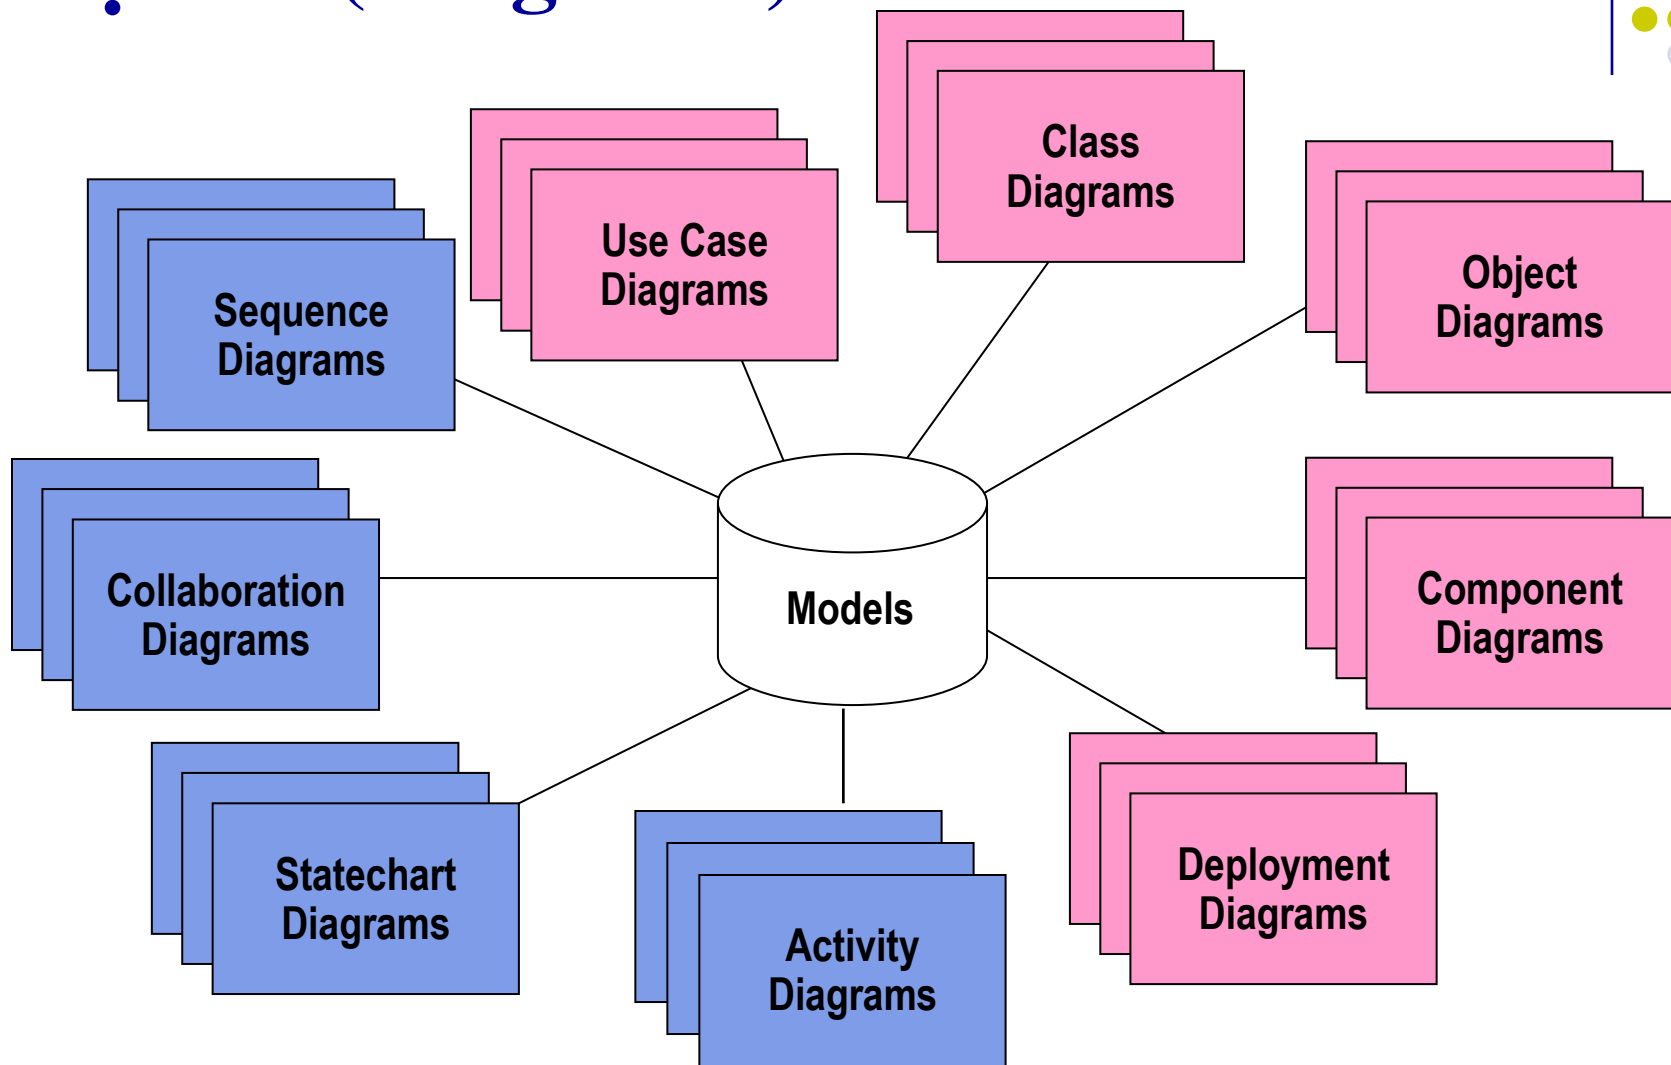 Class
Diagrams
Use Case
Diagrams
Object
Diagrams
Sequence
Diagrams
Models
Collaboration
Diagrams
Component
Diagrams
Statechart
Diagrams
Activity
Diagrams
Deployment
Diagrams